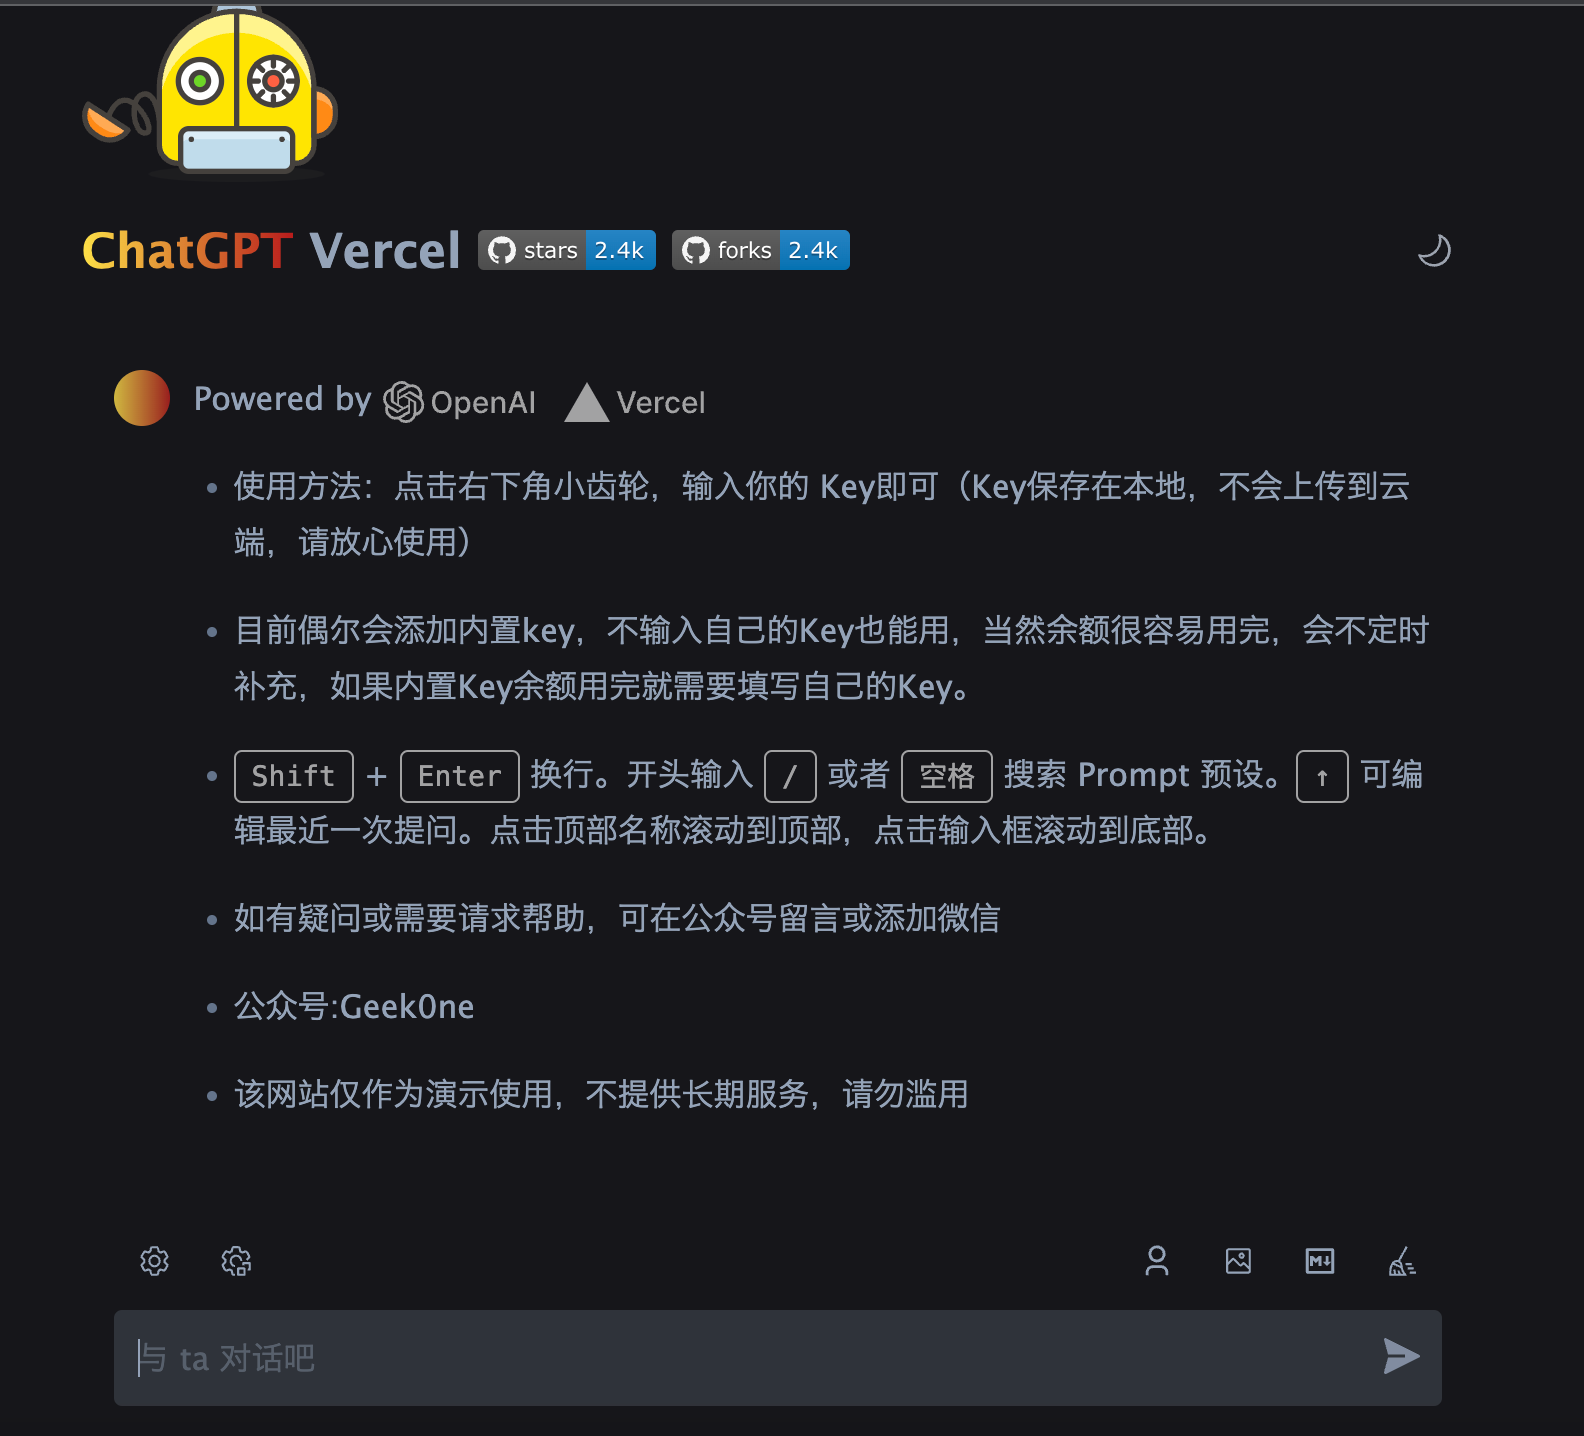 ChatGPT Vercel stars 2.4k forks 2.4k
Powered by OpenAI Vercel
使用方法：点击右下角小齿轮，输入你的 Key即可（Key保存在本地，不会上传到云
端，请放心使用）
目前偶尔会添加内置key，不输入自己的Key也能用，当然余额很容易用完，会不定时
补充，如果内置Key余额用完就需要填写自己的Key。
Shift + Enter 换行。开头输入 / 或者 空格 搜索 Prompt 预设。 ↑ 可编
辑最近一次提问。点击顶部名称滚动到顶部，点击输入框滚动到底部。
如有疑问或需要请求帮助，可在公众号留言或添加微信
公众号:Geek0ne
该网站仅作为演示使用，不提供长期服务，请勿滥用
M↓
与 ta 对话吧